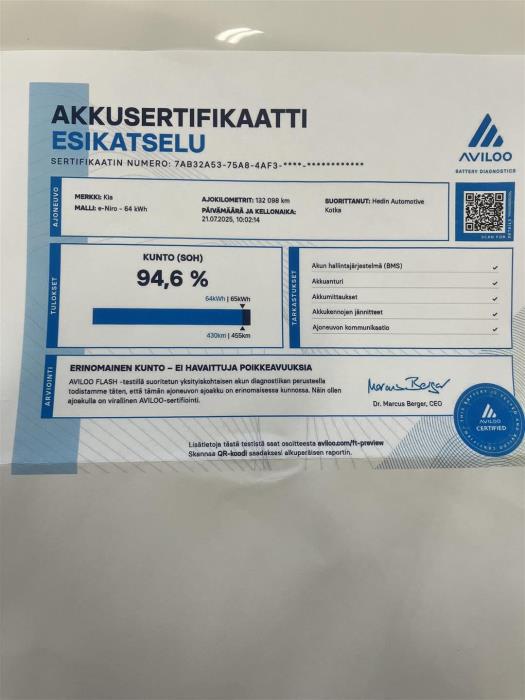 AKKUSERTIFIKAATTI
ESIKATSELU
SERTIFIKAATIN NUMERO: 7AB32A53-75A8-4AF3-****-************
AVILOO
BATTERY DIAGNOSTICS
AJONEUVO
MERKKI: Kia
MALLI: e-Niro - 64 kWh
AJOKILOMETRIT: 132 098 km
PÄIVÄMÄÄRÄ JA KELLONAIKA:
21.07.2025, 10:02:14
SUORITTANUT: Hedin Automotive
Kotka
TULOKSET
KUNTO (SOH)
94,6 %
64kWh | 65kWh
430km | 455km
TARKASTUKSET
Akun hallintajärjestelmä (BMS)
Akkuanturi
Akkumittaukset
Akkukennojen jännitteet
Ajoneuvon kommunikaatio
ARVIOINTI
ERINOMAINEN KUNTO – EI HAVAITTUJA POIKKEAVUUKSIA
AVILOO FLASH -testillä suoritetun yksityiskohtaisen akun diagnostiikan perusteella
todistamme täten, että tämän ajoneuvon ajoakku on erinomaisessa kunnossa. Näin ollen
ajoakulla on virallinen AVILOO-sertifiointi.
Marcus Berger
Dr. Marcus Berger, CEO
AVILOO
CERTIFIED
Lisätietoja tästä testistä saat osoitteesta aviloo.com/ft-preview
Skannaa QR-koodi saadaksesi alkuperäisen raportin.